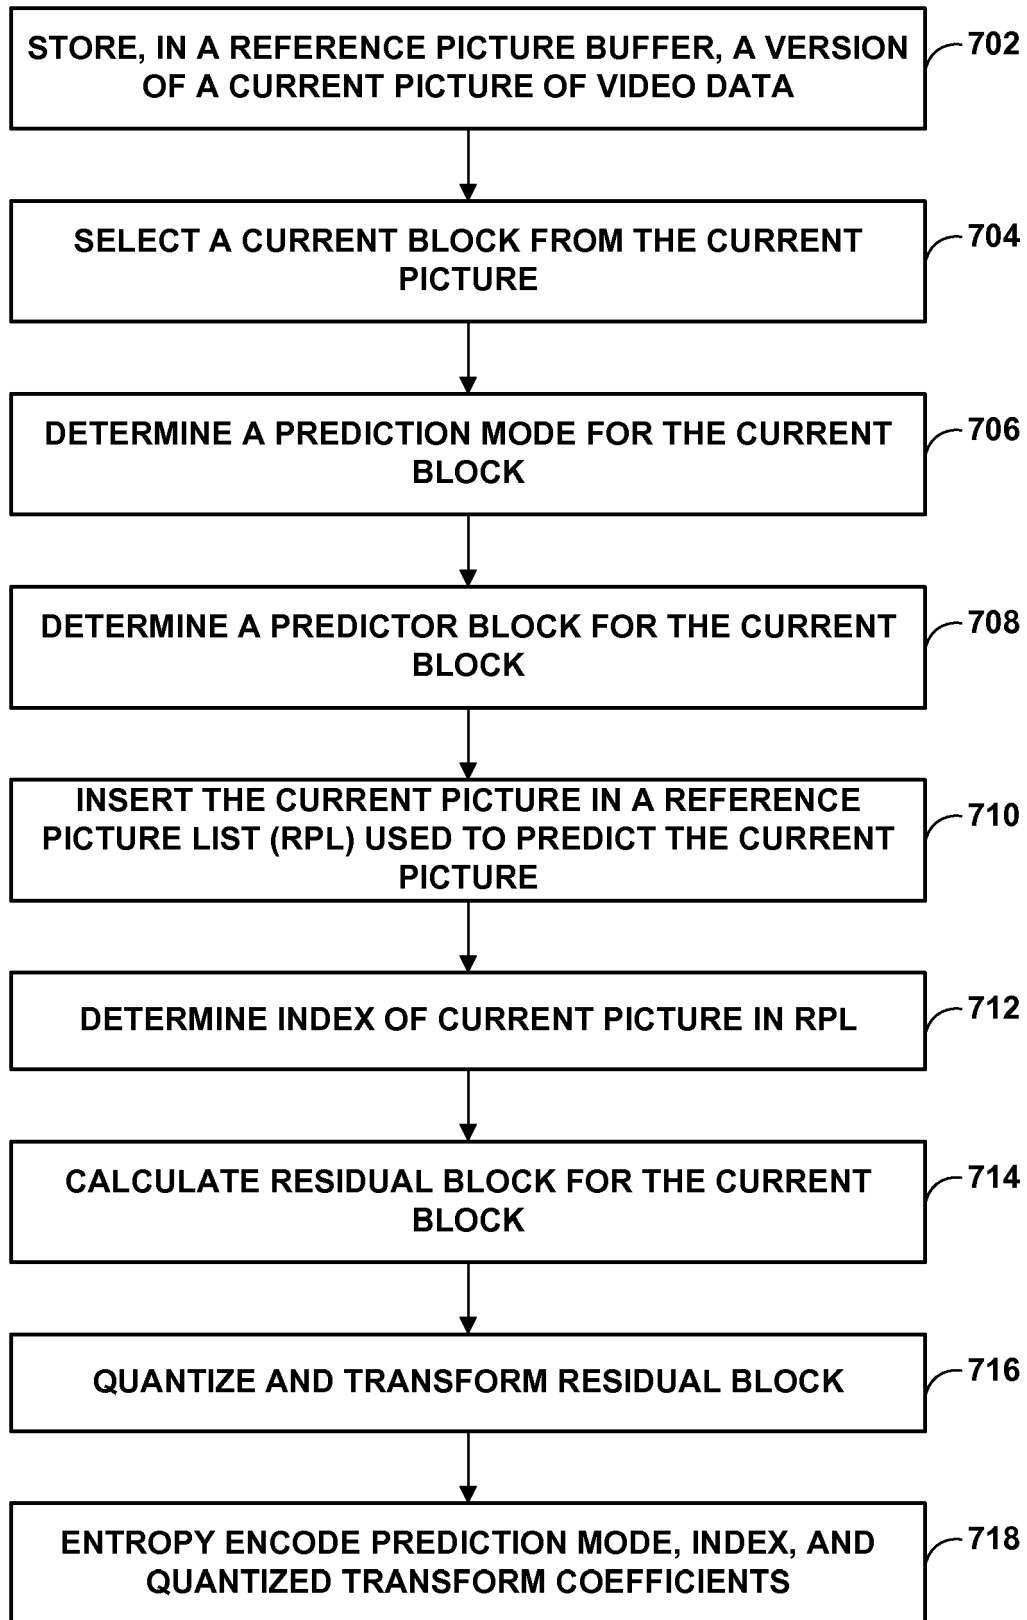 STORE, IN A REFERENCE PICTURE BUFFER, A VERSION
OF A CURRENT PICTURE OF VIDEO DATA
702
SELECT A CURRENT BLOCK FROM THE CURRENT
PICTURE
704
DETERMINE A PREDICTION MODE FOR THE CURRENT
BLOCK
706
DETERMINE A PREDICTOR BLOCK FOR THE CURRENT
BLOCK
708
INSERT THE CURRENT PICTURE IN A REFERENCE
PICTURE LIST (RPL) USED TO PREDICT THE CURRENT
PICTURE
710
DETERMINE INDEX OF CURRENT PICTURE IN RPL
712
CALCULATE RESIDUAL BLOCK FOR THE CURRENT
BLOCK
714
QUANTIZE AND TRANSFORM RESIDUAL BLOCK
716
ENTROPY ENCODE PREDICTION MODE, INDEX, AND
QUANTIZED TRANSFORM COEFFICIENTS
718